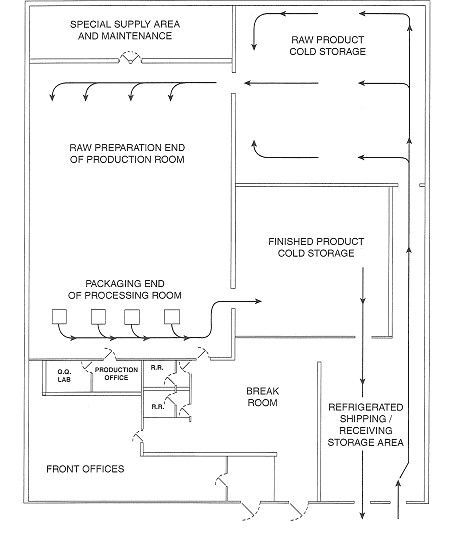 SPECIAL SUPPLY AREA
AND MAINTENANCE
RAW PRODUCT
COLD STORAGE
RAW PREPARATION END
OF PRODUCTION ROOM
FINISHED PRODUCT
COLD STORAGE
PACKAGING END
OF PROCESSING ROOM
Q.Q.
LAB
PRODUCTION
OFFICE
R.R.
R.R.
BREAK
ROOM
REFRIGERATED
SHIPPING /
RECEIVING
STORAGE AREA
FRONT OFFICES